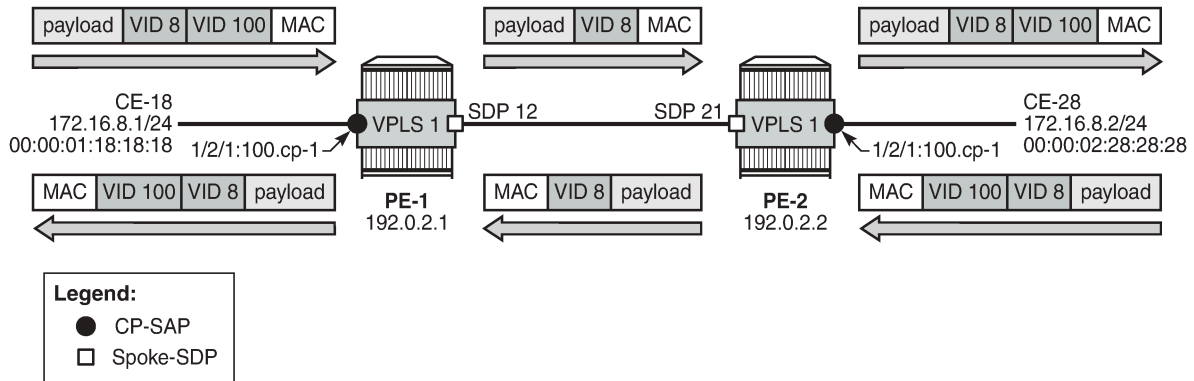 payload VID 8 VID 100 MAC
payload VID 8 MAC
payload VID 8 VID 100 MAC
CE-18
172.16.8.1/24
00:00:01:18:18:18
1/2/1:100.cp-1
VPLS 1
SDP 12
SDP 21
VPLS 1
CE-28
172.16.8.2/24
00:00:02:28:28:28
1/2/1:100.cp-1
MAC VID 100 VID 8 payload
PE-1
192.0.2.1
MAC VID 8 payload
PE-2
192.0.2.2
MAC VID 100 VID 8 payload
Legend:
CP-SAP
Spoke-SDP